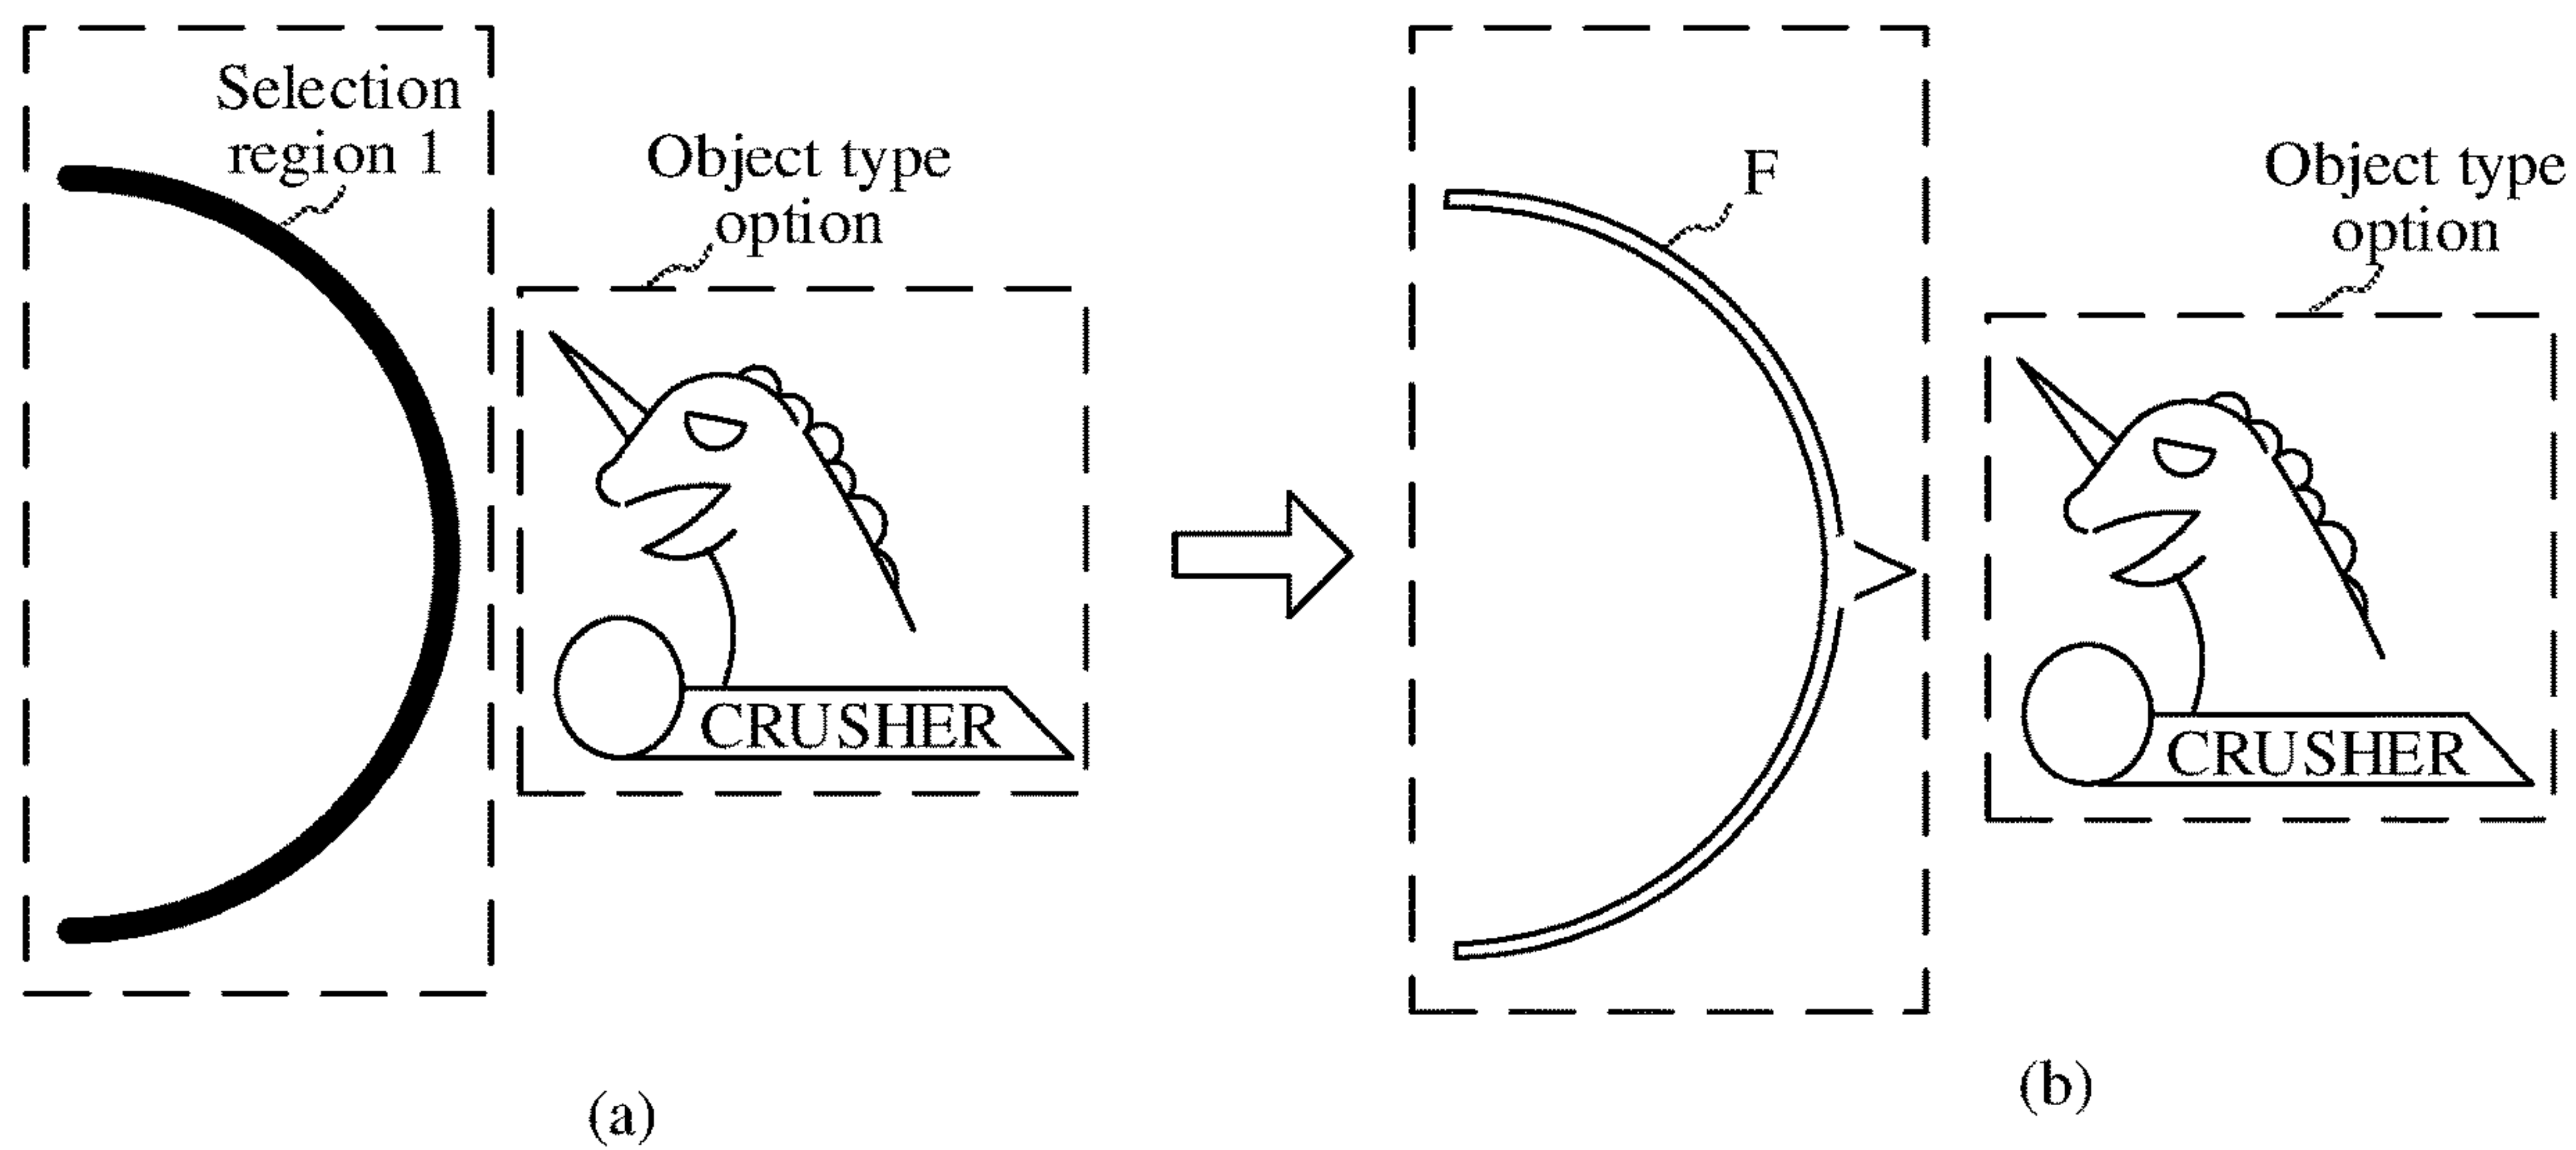 Selection
region 1
Object type
option
CRUSHER
(a)
F
Object type
option
CRUSHER
(b)